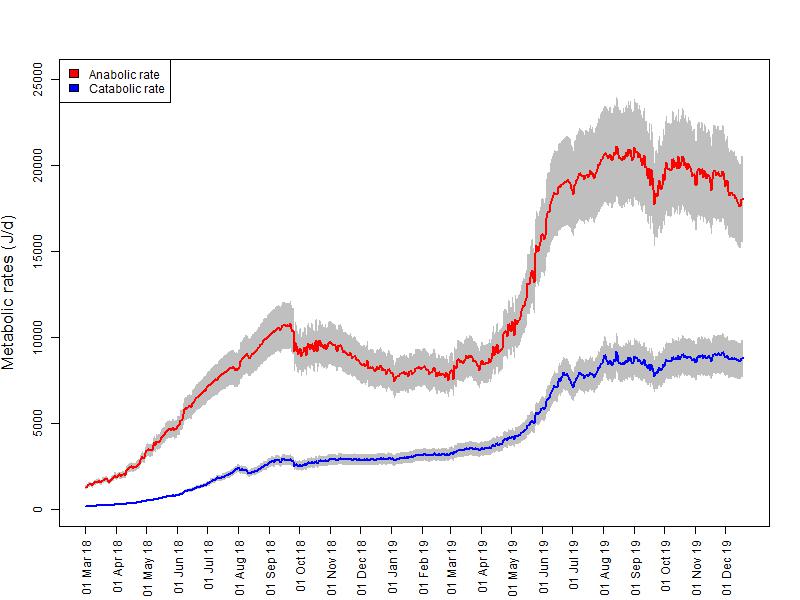 Anabolic rate
Catabolic rate
Metabolic rates (J/d)
25000
20000
15000
10000
5000
0
01 Mar 18
01 Apr 18
01 May 18
01 Jun 18
01 Jul 18
01 Aug 18
01 Sep 18
01 Oct 18
01 Nov 18
01 Dec 18
01 Jan 19
01 Feb 19
01 Mar 19
01 Apr 19
01 May 19
01 Jun 19
01 Jul 19
01 Aug 19
01 Sep 19
01 Oct 19
01 Nov 19
01 Dec 19